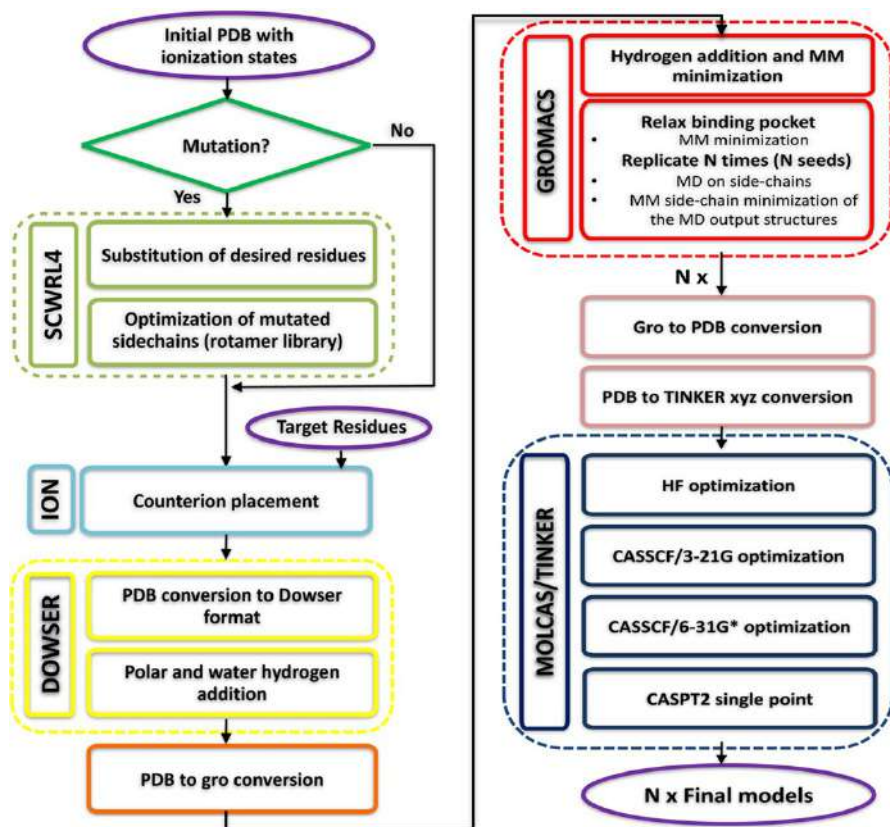 Initial PDB with
ionization states
Mutation?
No
Yes
SCWRL4
Substitution of desired residues
Optimization of mutated
sidechains (rotamer library)
Target Residues
ION
Counterion placement
DOWSER
PDB conversion to Dowser
format
Polar and water hydrogen
addition
PDB to gro conversion
GROMACS
Hydrogen addition and MM
minimization
Relax binding pocket
• MM minimization
Replicate N times (N seeds)
• MD on side-chains
• MM side-chain minimization of
the MD output structures
N x
Gro to PDB conversion
PDB to TINKER xyz conversion
MOLCAS/TINKER
HF optimization
CASSCF/3-21G optimization
CASSCF/6-31G* optimization
CASPT2 single point
N x Final models